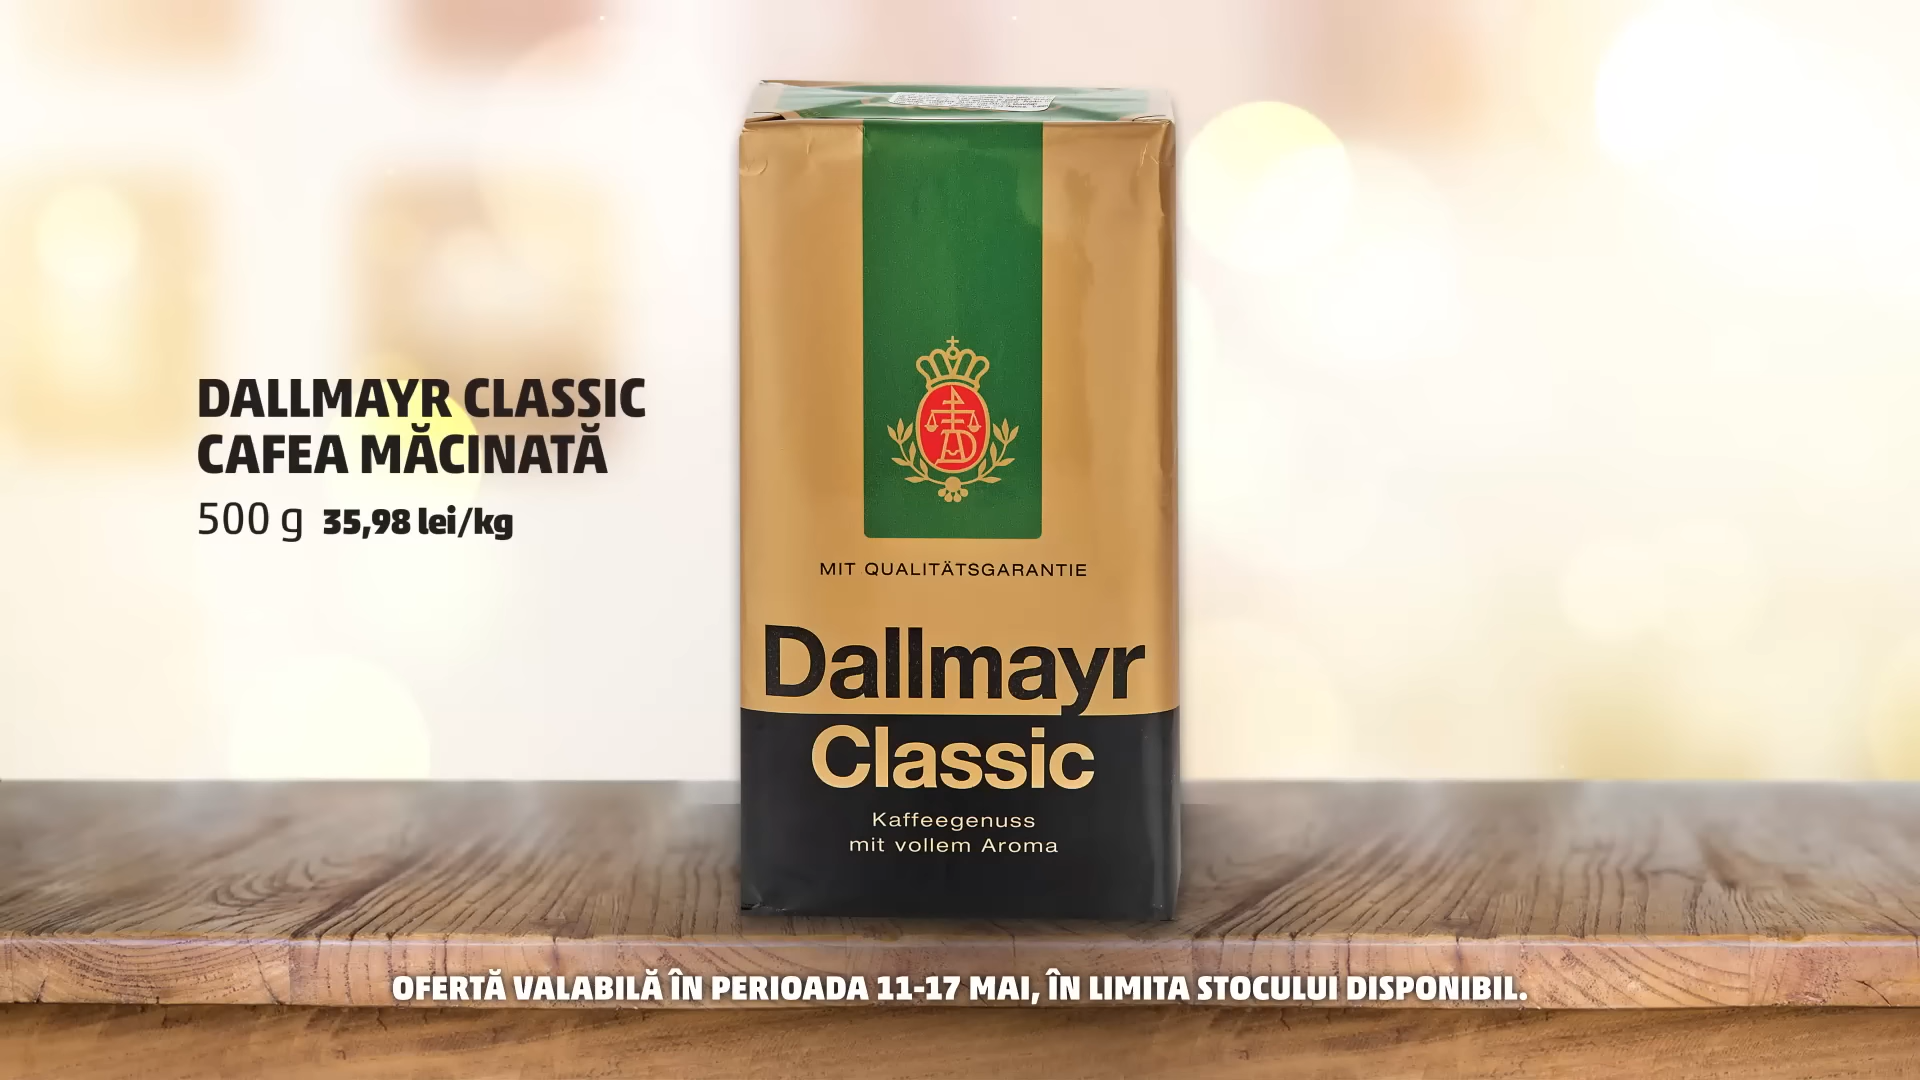 DALLMAYR CLASSIC
CAFEA MĂCINATĂ
500 g 35,98 lei/kg
MIT QUALITÄTSGARANTIE
Dallmayr
Classic
Kaffeegenuss
mit vollem Aroma
OFERTĂ VALABILĂ ÎN PERIOADA 11-17 MAI, ÎN LIMITA STOCULUI DISPONIBIL.